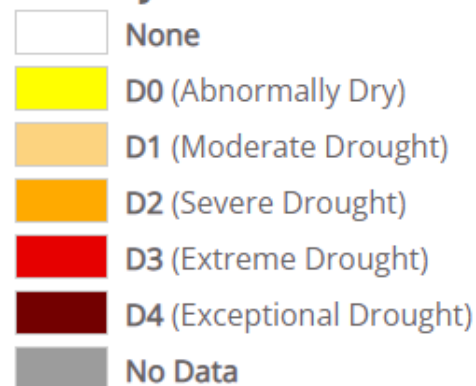 None
D0 (Abnormally Dry)
D1 (Moderate Drought)
D2 (Severe Drought)
D3 (Extreme Drought)
D4 (Exceptional Drought)
No Data